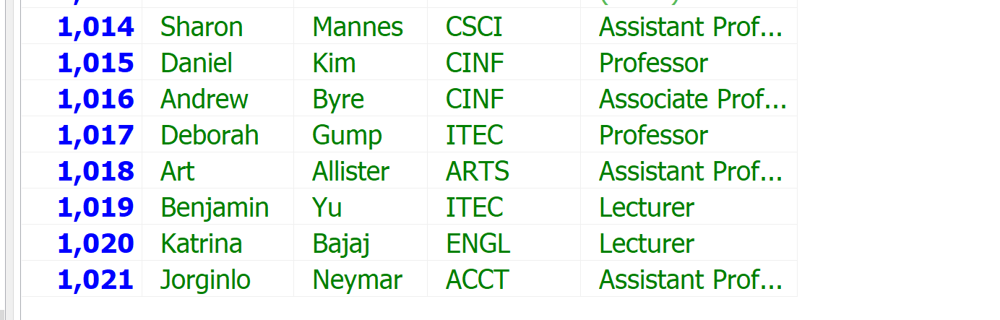 1,014 Sharon Mannes CSCI Assistant Prof...
1,015 Daniel Kim CINF Professor
1,016 Andrew Byre CINF Associate Prof...
1,017 Deborah Gump ITEC Professor
1,018 Art Allister ARTS Assistant Prof...
1,019 Benjamin Yu ITEC Lecturer
1,020 Katrina Bajaj ENGL Lecturer
1,021 Jorginlo Neymar ACCT Assistant Prof...